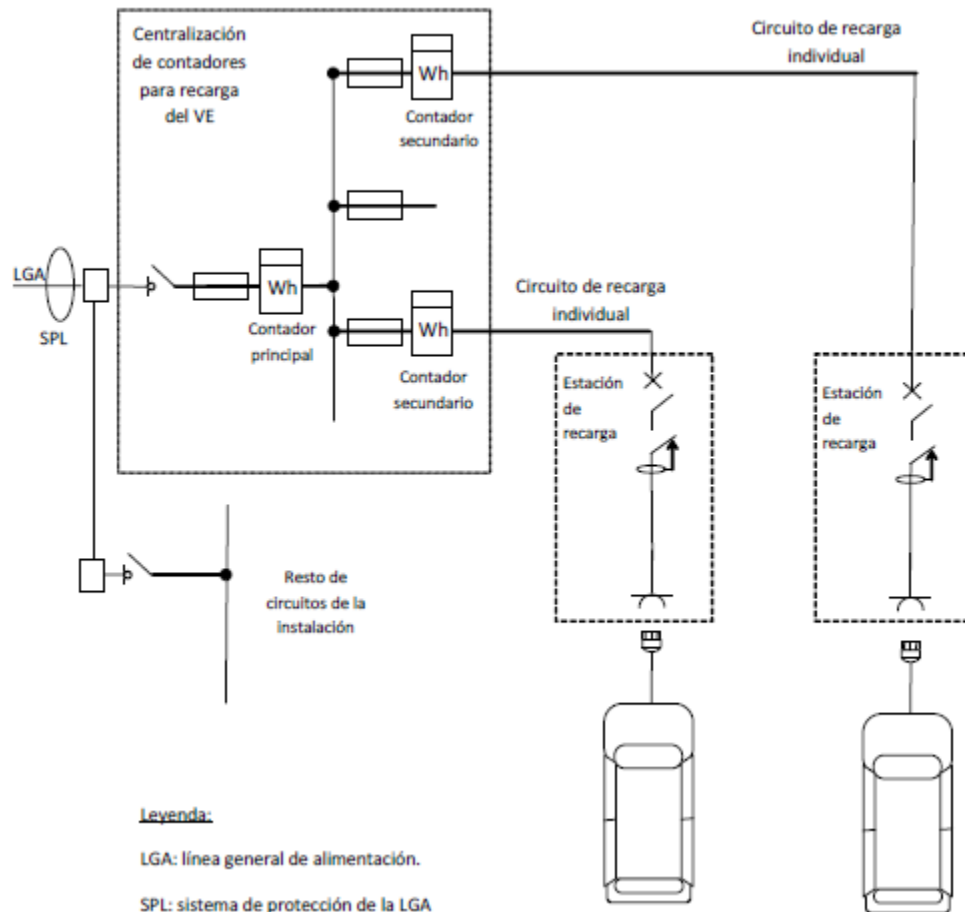 Centralización
de contadores
para recarga
del VE
Wh
Contador
secundario
Circuito de recarga
individual
LGA
SPL
Wh
Contador
principal
Wh
Contador
secundario
Circuito de recarga
individual
Estación
de
recarga
Estación
de
recarga
Resto de
circuitos de la
instalación
Leyenda:
LGA: línea general de alimentación.
SPL: sistema de protección de la LGA